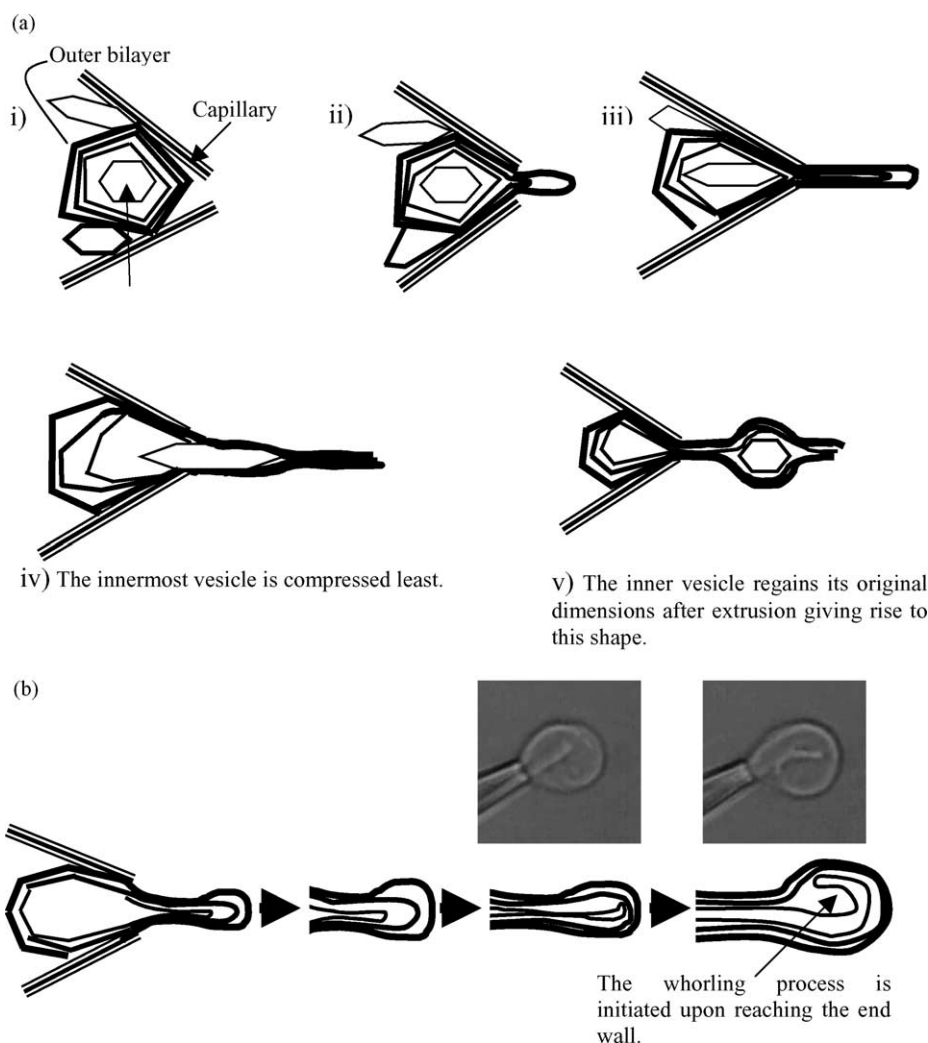 (a)
Outer bilayer
Capillary
i)
ii)
iii)
iv) The innermost vesicle is compressed least.
v) The inner vesicle regains its original
dimensions after extrusion giving rise to
this shape.
(b)
The whorling process is
initiated upon reaching the end
wall.